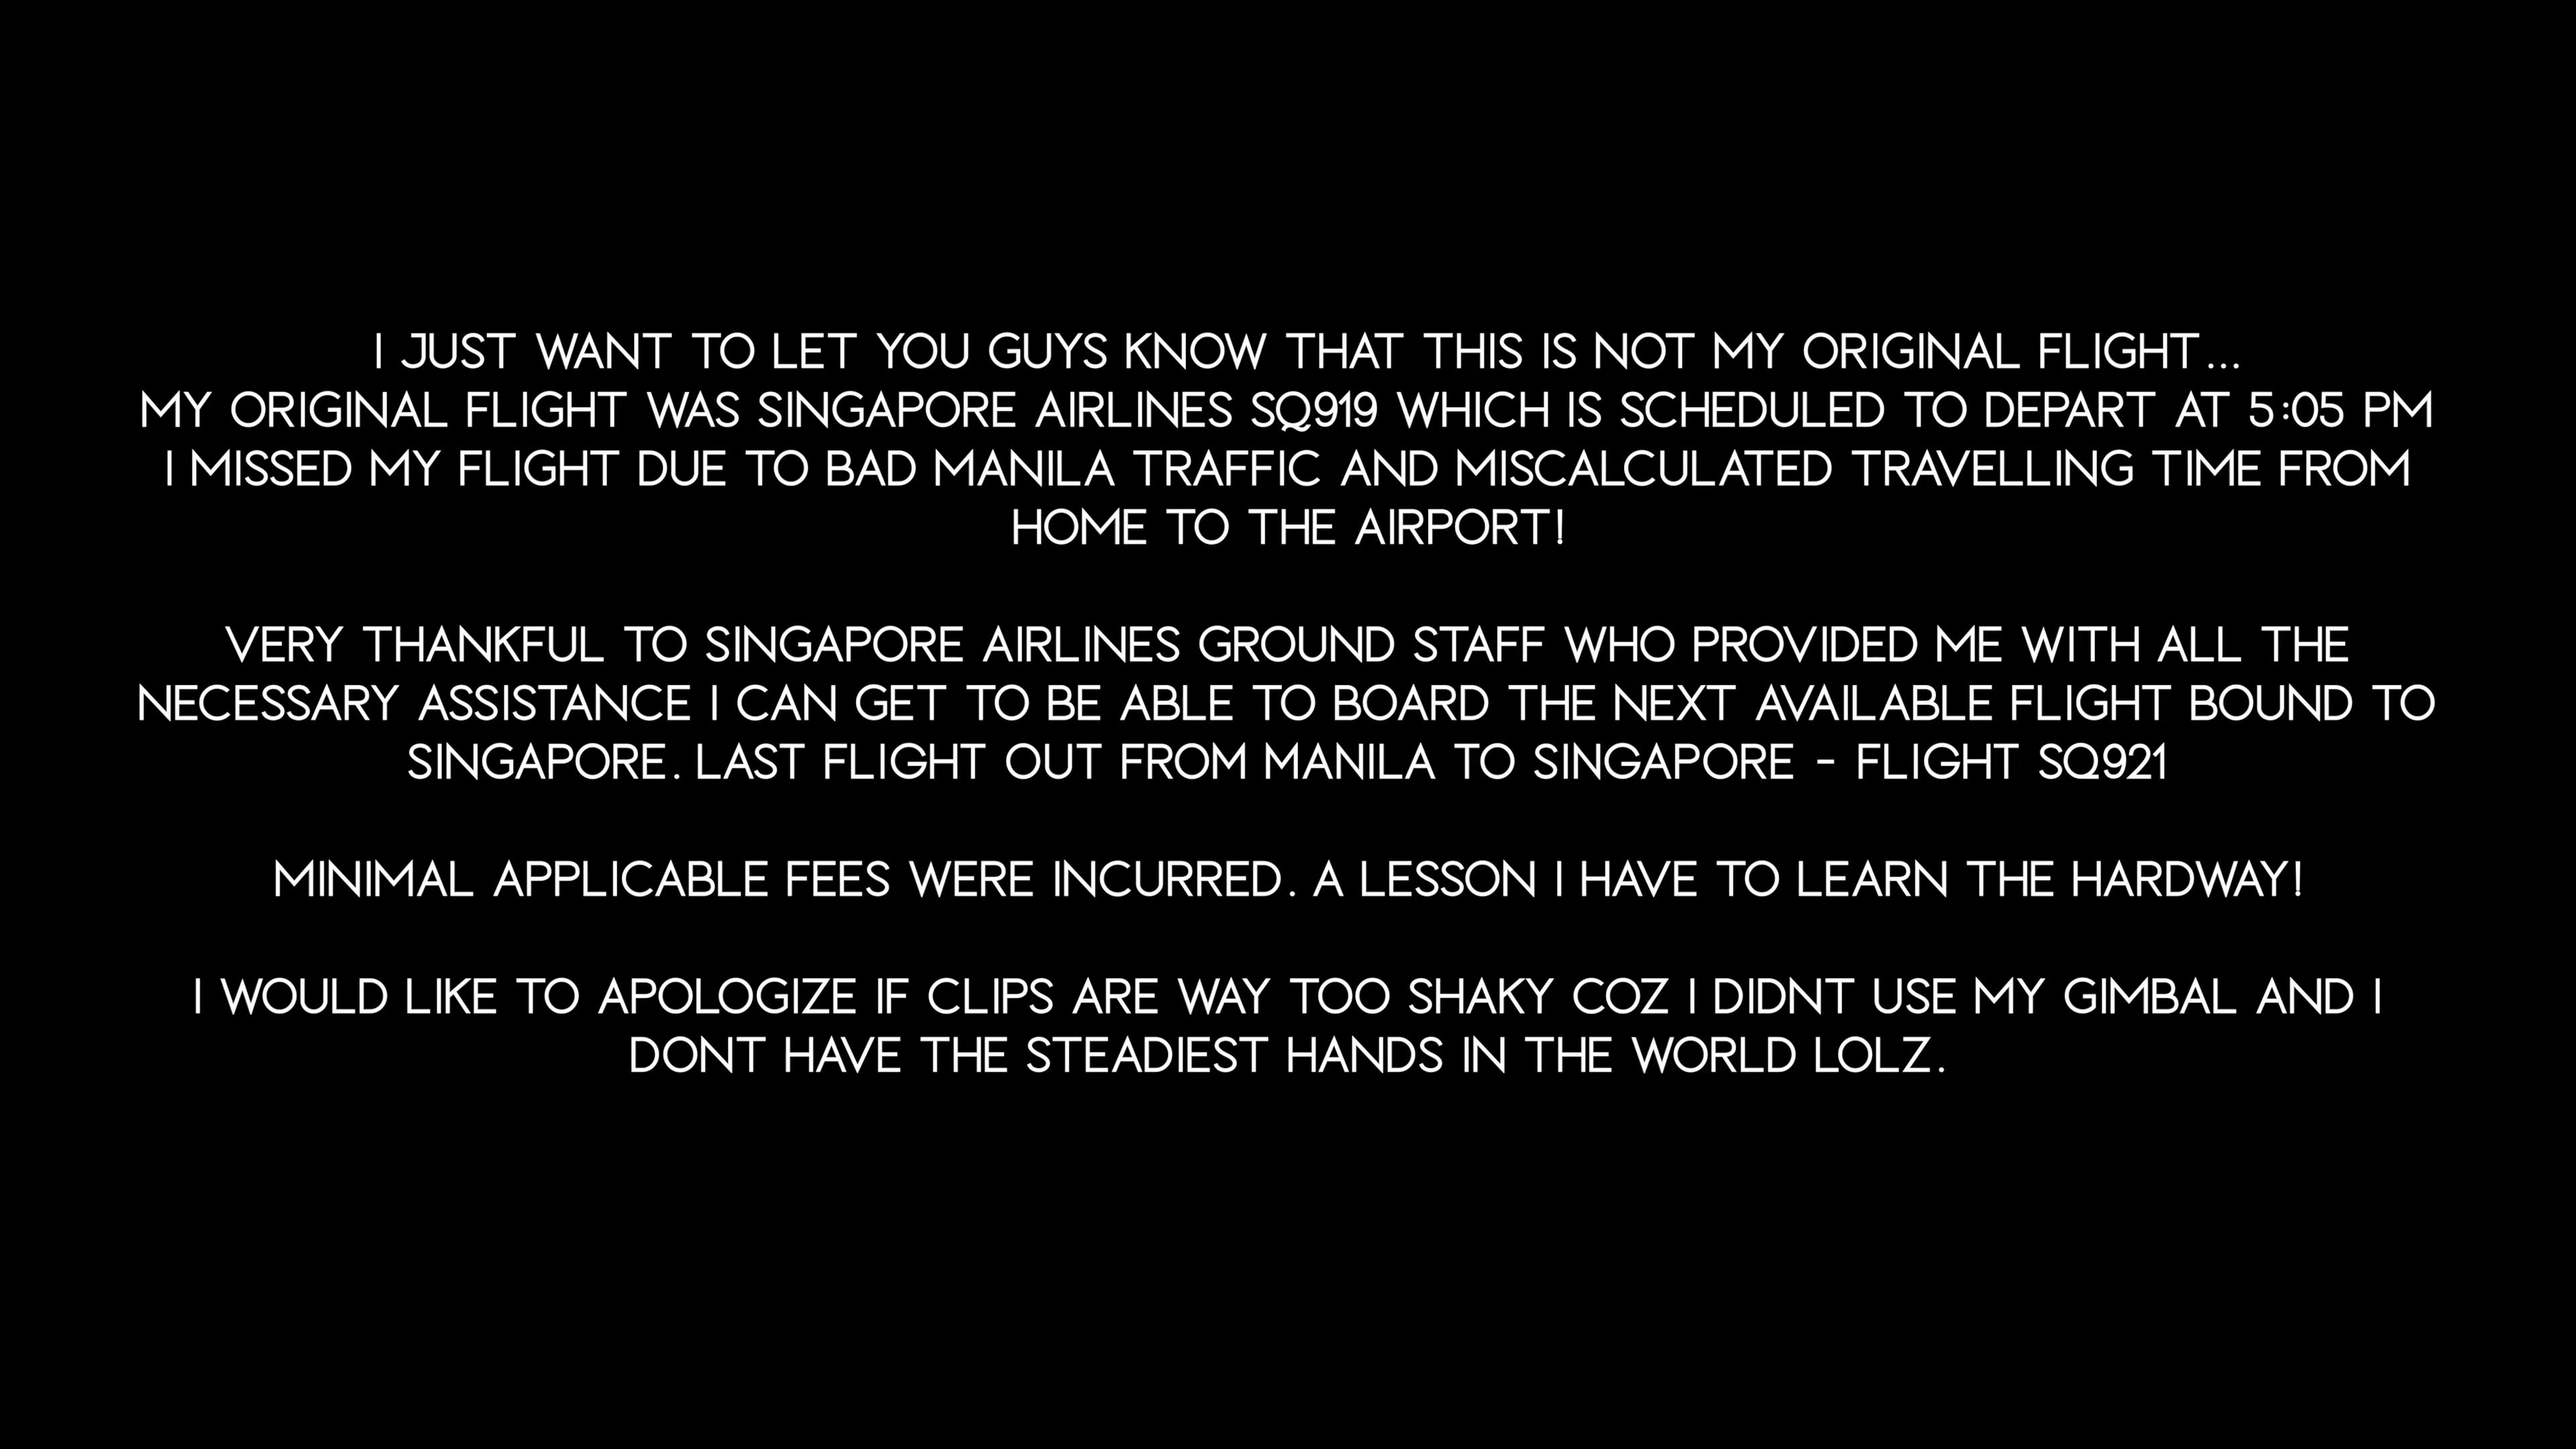 I JUST WANT TO LET YOU GUYS KNOW THAT THIS IS NOT MY ORIGINAL FLIGHT...
MY ORIGINAL FLIGHT WAS SINGAPORE AIRLINES SQ919 WHICH IS SCHEDULED TO DEPART AT 5:05 PM
I MISSED MY FLIGHT DUE TO BAD MANILA TRAFFIC AND MISCALCULATED TRAVELLING TIME FROM
HOME TO THE AIRPORT!
VERY THANKFUL TO SINGAPORE AIRLINES GROUND STAFF WHO PROVIDED ME WITH ALL THE
NECESSARY ASSISTANCE I CAN GET TO BE ABLE TO BOARD THE NEXT AVAILABLE FLIGHT BOUND TO
SINGAPORE. LAST FLIGHT OUT FROM MANILA TO SINGAPORE - FLIGHT SQ921
MINIMAL APPLICABLE FEES WERE INCURRED. A LESSON I HAVE TO LEARN THE HARDWAY!
I WOULD LIKE TO APOLOGIZE IF CLIPS ARE WAY TOO SHAKY COZ I DIDNT USE MY GIMBAL AND I
DONT HAVE THE STEADIEST HANDS IN THE WORLD LOLZ.